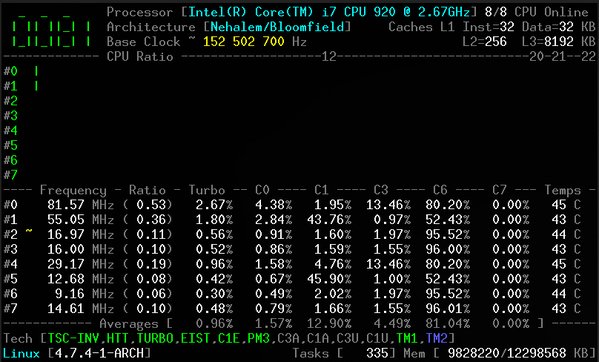 Processor [Intel(R) Core(TM) i7 CPU 920 @ 2.67GHz] 8/8 CPU Online
Architecture [Nehalem/Bloomfield] Caches L1 Inst=32 Data=32 KB
Base Clock ~ 152 502 700 Hz L2=256 L3=8192 KB
CPU Ratio 12 20 21 22
#0
#1
#2
#3
#4
#5
#6
#7
---- Frequency - Ratio - Turbo -- C0 ---- C1 ---- C3 ---- C6 ---- C7 --- Temps -
#0 81.57 MHz ( 0.53) 2.67% 4.38% 1.95% 13.46% 80.20% 0.00% 45 C
#1 55.05 MHz ( 0.36) 1.80% 2.84% 43.76% 0.97% 52.43% 0.00% 43 C
#2 ~ 16.97 MHz ( 0.11) 0.56% 0.91% 1.60% 1.97% 95.52% 0.00% 44 C
#3 16.00 MHz ( 0.10) 0.52% 0.86% 1.59% 1.55% 96.00% 0.00% 43 C
#4 29.17 MHz ( 0.19) 0.96% 1.58% 4.76% 13.46% 80.20% 0.00% 45 C
#5 12.68 MHz ( 0.08) 0.42% 0.67% 45.90% 1.00% 52.43% 0.00% 43 C
#6 9.16 MHz ( 0.06) 0.30% 0.49% 2.02% 1.97% 95.52% 0.00% 44 C
#7 14.61 MHz ( 0.10) 0.48% 0.79% 1.66% 1.55% 96.01% 0.00% 43 C
Averages [ 0.96% 1.57% 12.90% 4.49% 81.04% 0.00% ]
Tech [TSC-INV,HTT,TURBO,EIST,C1E,PM3,C3A,C1A,C3U,C1U,TM1,TM2]
Linux [4.7.4-1-ARCH] Tasks [ 335] Mem [ 9828220/12298568 KB]